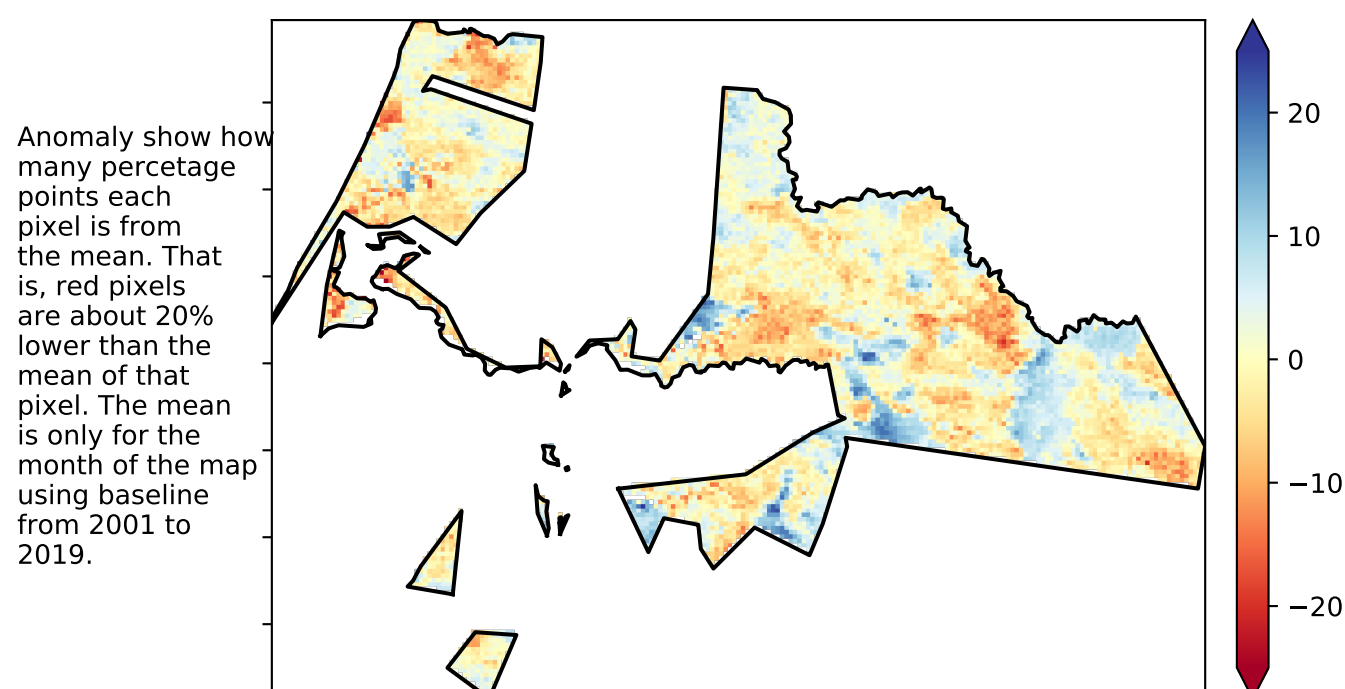 Anomaly show how
many percetage
points each
pixel is from
the mean. That
is, red pixels
are about 20%
lower than the
mean of that
pixel. The mean
is only for the
month of the map
using baseline
from 2001 to
2019.
20
10
0
−10
−20